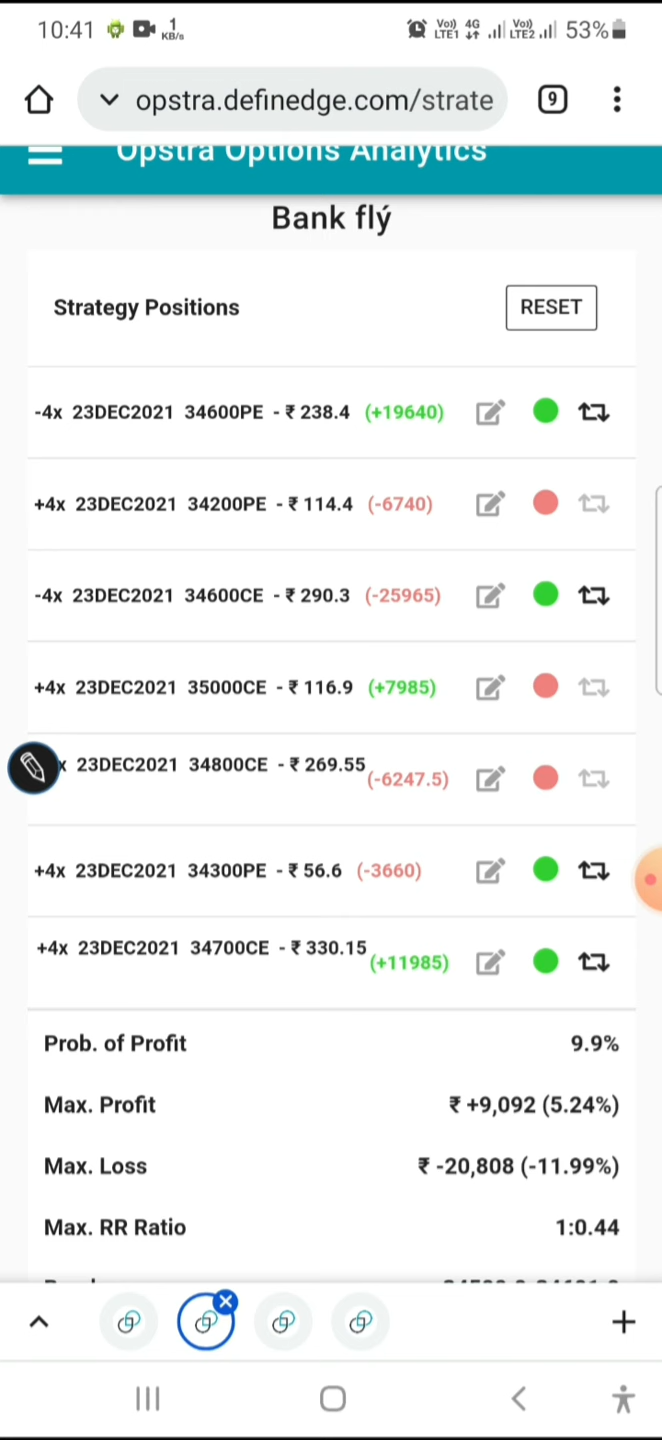 10:41 1 KB/s Vo)) LTE1 4G Vo)) LTE2 53%
opstra.definedge.com/strate 9
Opstra Options Analytics
Bank flý
Strategy Positions RESET
-4x 23DEC2021 34600PE - ₹ 238.4 (+19640)
+4x 23DEC2021 34200PE - ₹ 114.4 (-6740)
-4x 23DEC2021 34600CE - ₹ 290.3 (-25965)
+4x 23DEC2021 35000CE - ₹ 116.9 (+7985)
x 23DEC2021 34800CE - ₹ 269.55 (-6247.5)
+4x 23DEC2021 34300PE - ₹ 56.6 (-3660)
+4x 23DEC2021 34700CE - ₹ 330.15 (+11985)
Prob. of Profit 9.9%
Max. Profit ₹ +9,092 (5.24%)
Max. Loss ₹ -20,808 (-11.99%)
Max. RR Ratio 1:0.44